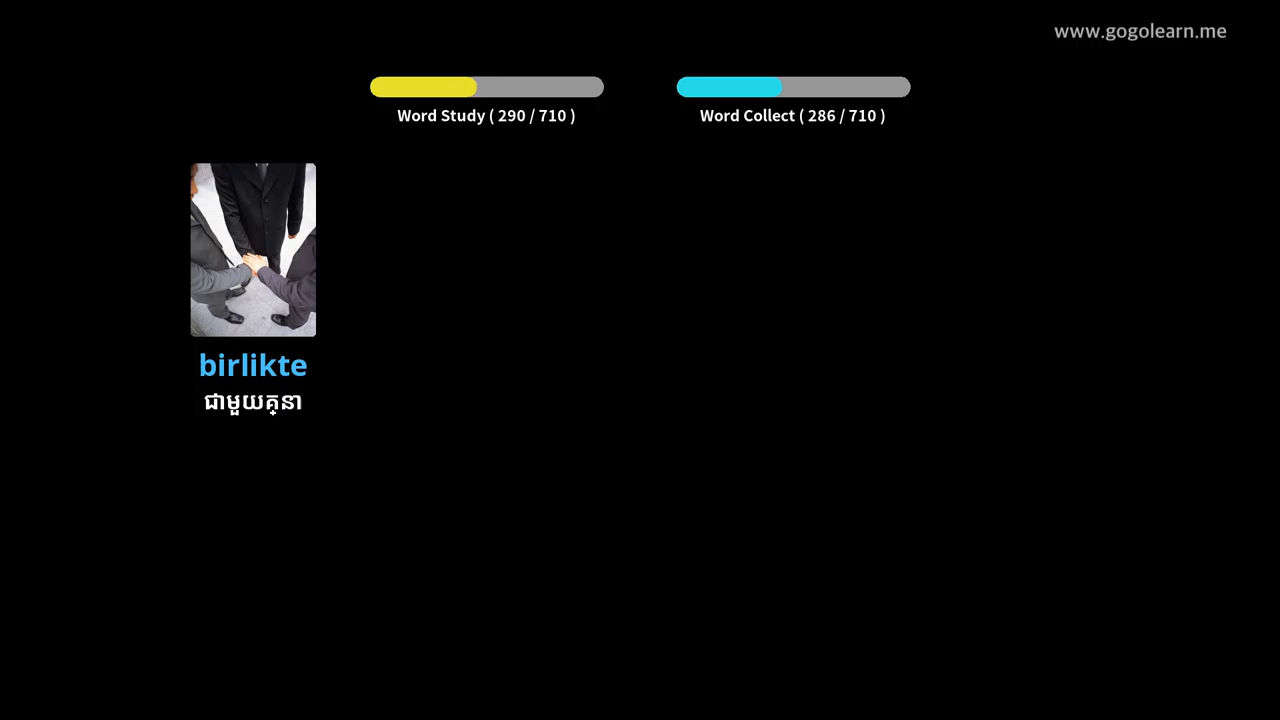 www.gogolearn.me
Word Study ( 290 / 710 )
Word Collect ( 286 / 710 )
birlikte
ជាមួយគ្នា